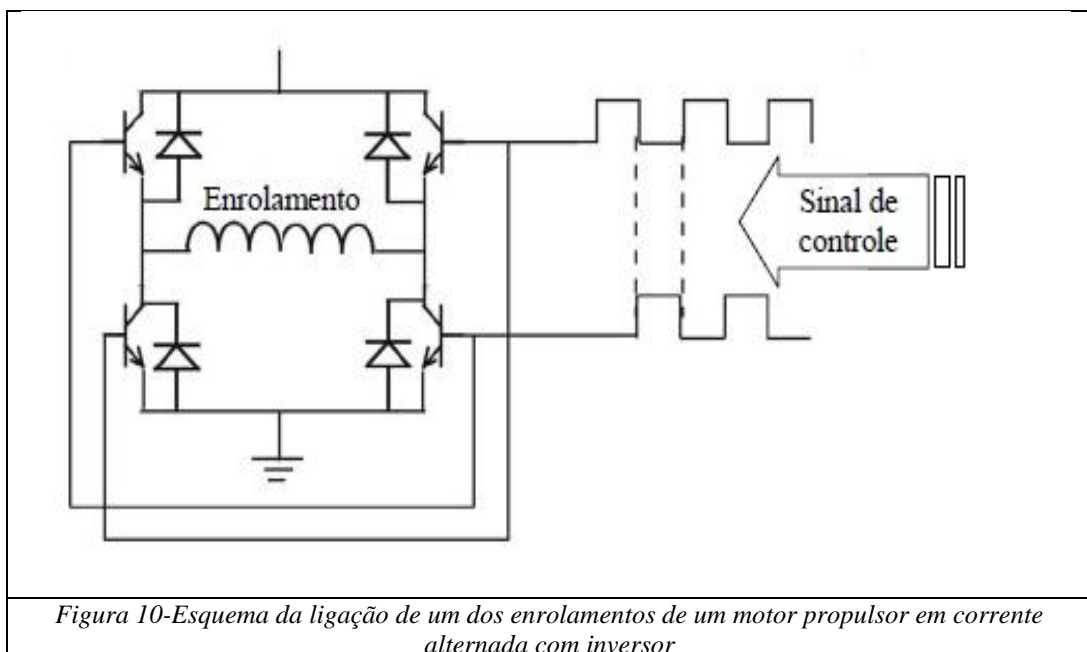 Enrolamento
Sinal de
controle
Figura 10-Esquema da ligação de um dos enrolamentos de um motor propulsor em corrente
alternada com inversor